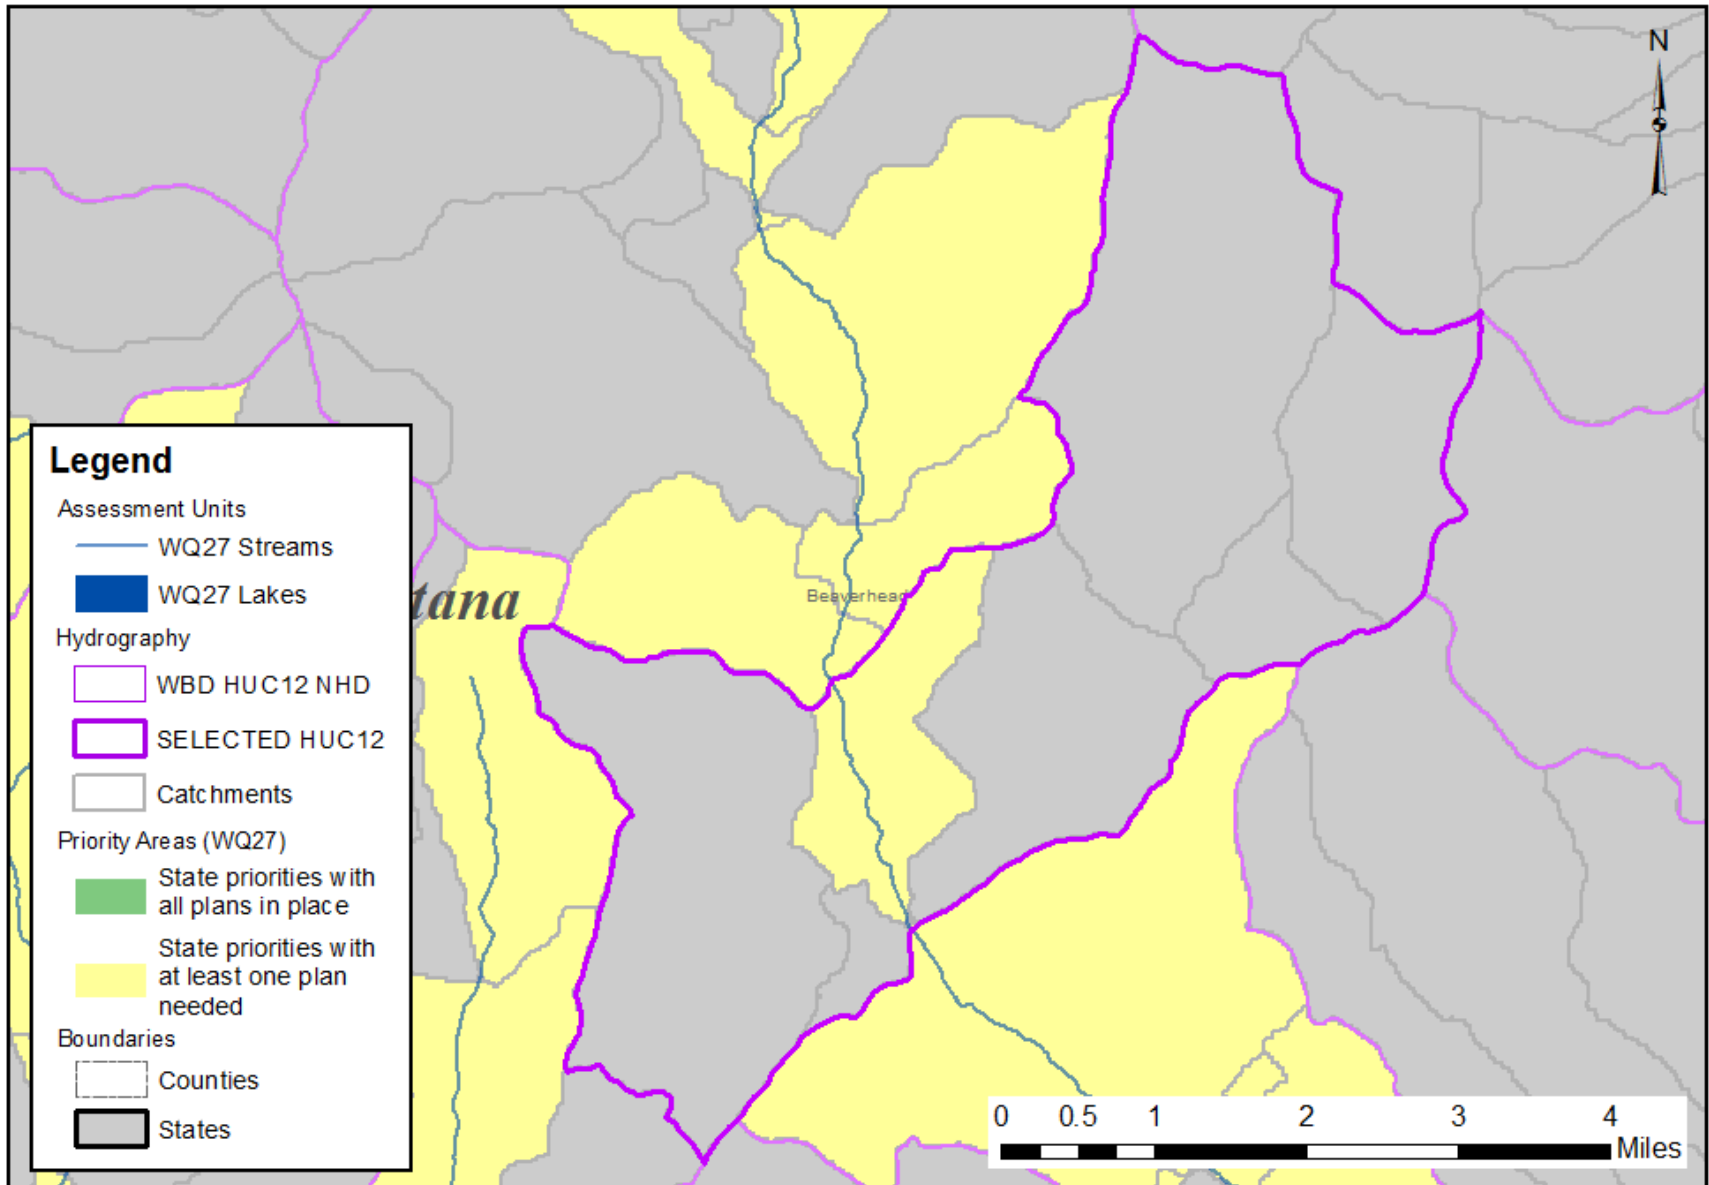 N
Legend
Assessment Units
WQ27 Streams
WQ27 Lakes
Hydrography
WBD HUC12 NHD
SELECTED HUC12
Catchments
Priority Areas (WQ27)
State priorities with
all plans in place
State priorities with
at least one plan
needed
Boundaries
Counties
States
tana
Beaverhead
0 0.5 1 2 3 4
Miles